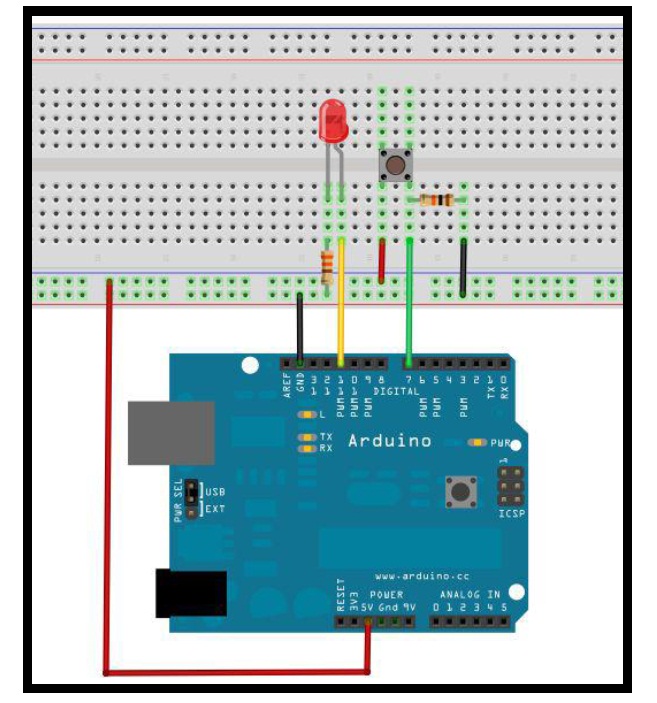 AREF
GND
13
12
PWM 11
PWM 10
PWM 9
8
DIGITAL
7
PWM 6
PWM 5
4
PWM 3
2
TX 1
RX 0
L
TX
RX
Arduino
PWR
1
PWR SEL
USB
EXT
ICSP
www.arduino.cc
RESET
3V3
POWER
5V Gnd 9V
ANALOG IN
0 1 2 3 4 5